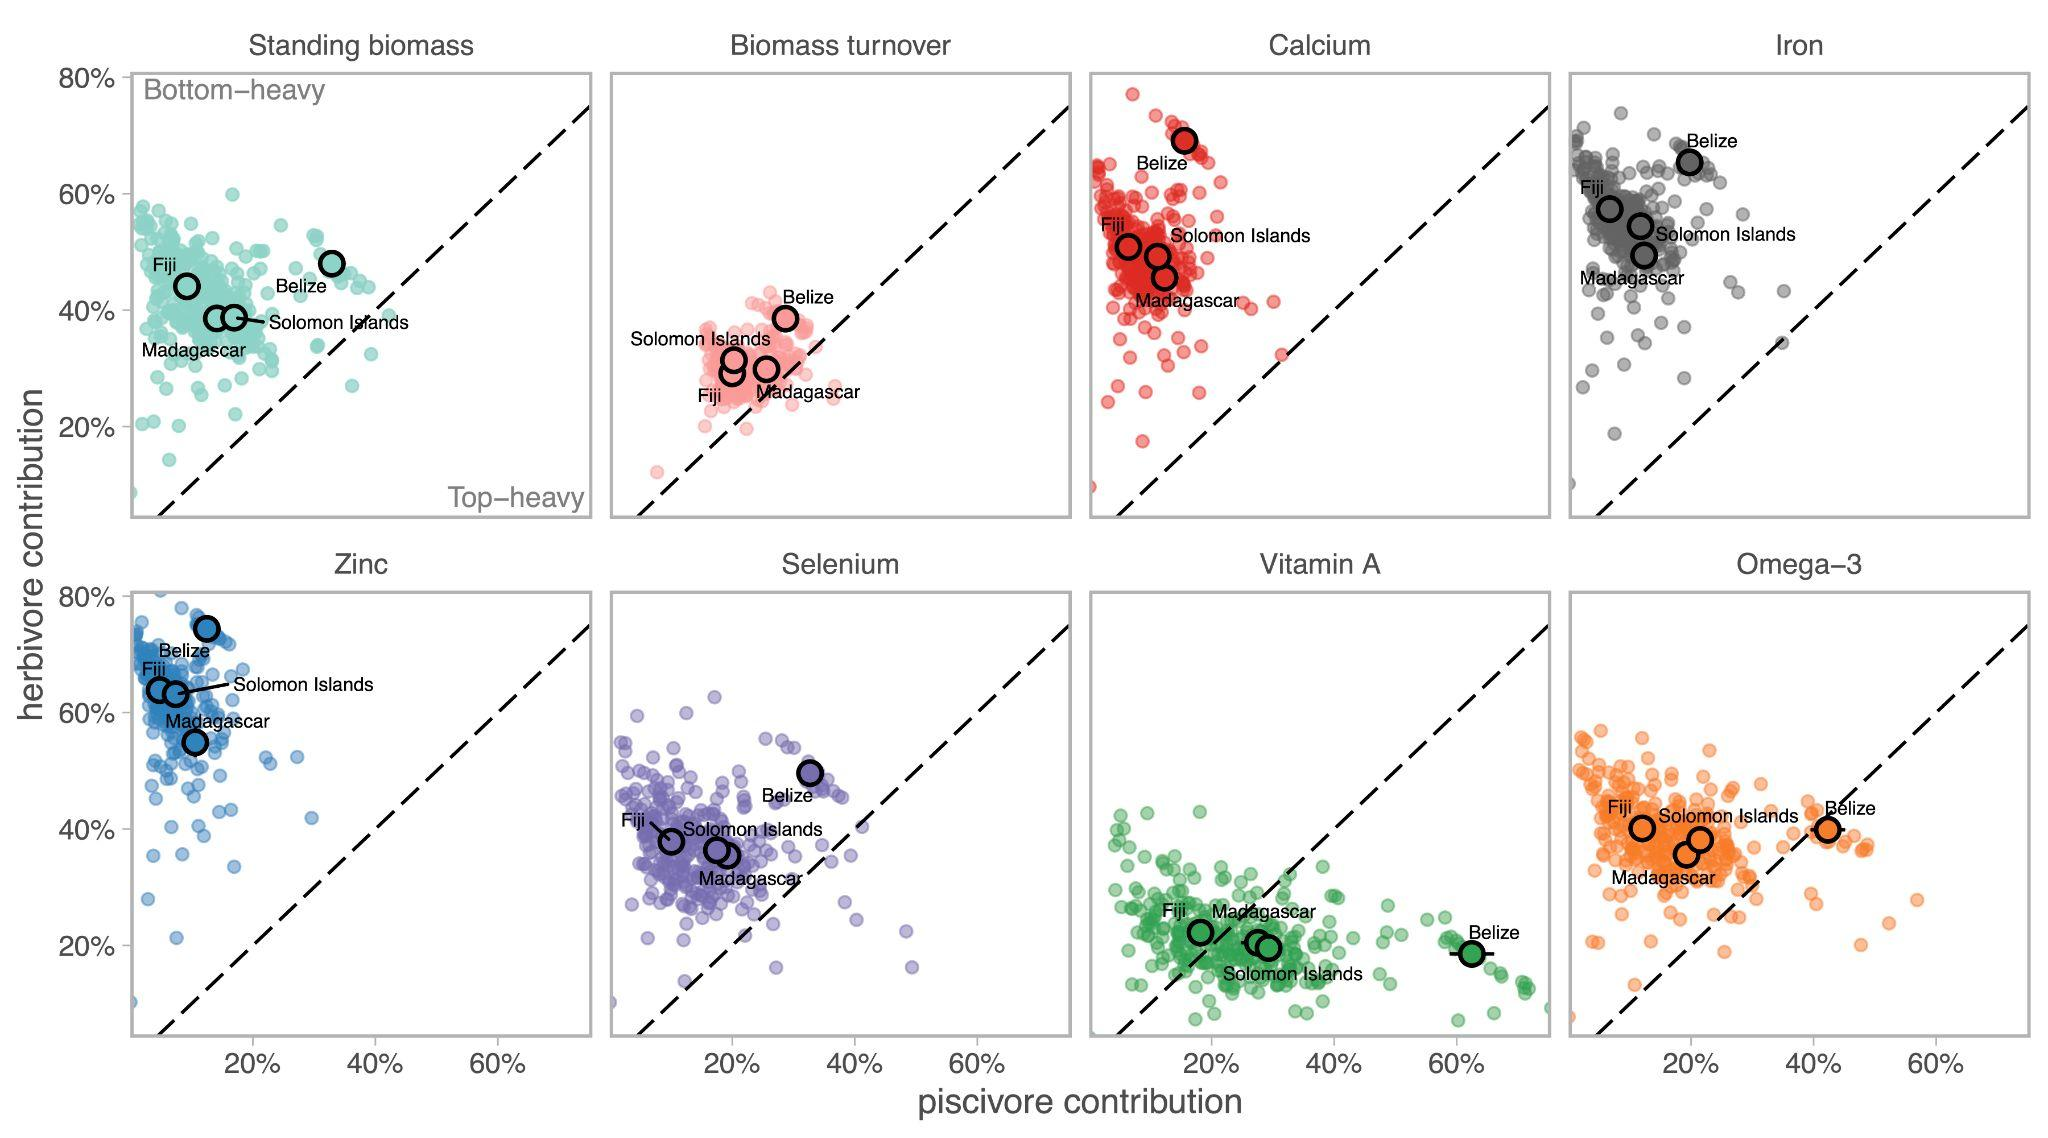 Standing biomass Biomass turnover Calcium Iron
80%
Bottom−heavy
60%
40%
20%
Top−heavy
Fiji
Belize
Solomon Islands
Madagascar
Belize
Solomon Islands
Fiji
Madagascar
Belize
Fiji
Solomon Islands
Madagascar
Belize
Fiji
Solomon Islands
Madagascar
herbivore contribution
Zinc Selenium Vitamin A Omega−3
80%
60%
40%
20%
Belize
Fiji
Solomon Islands
Madagascar
Belize
Fiji
Solomon Islands
Madagascar
Fiji
Madagascar
Belize
Solomon Islands
Fiji
Belize
Solomon Islands
Madagascar
20% 40% 60% 20% 40% 60% 20% 40% 60% 20% 40% 60%
piscivore contribution